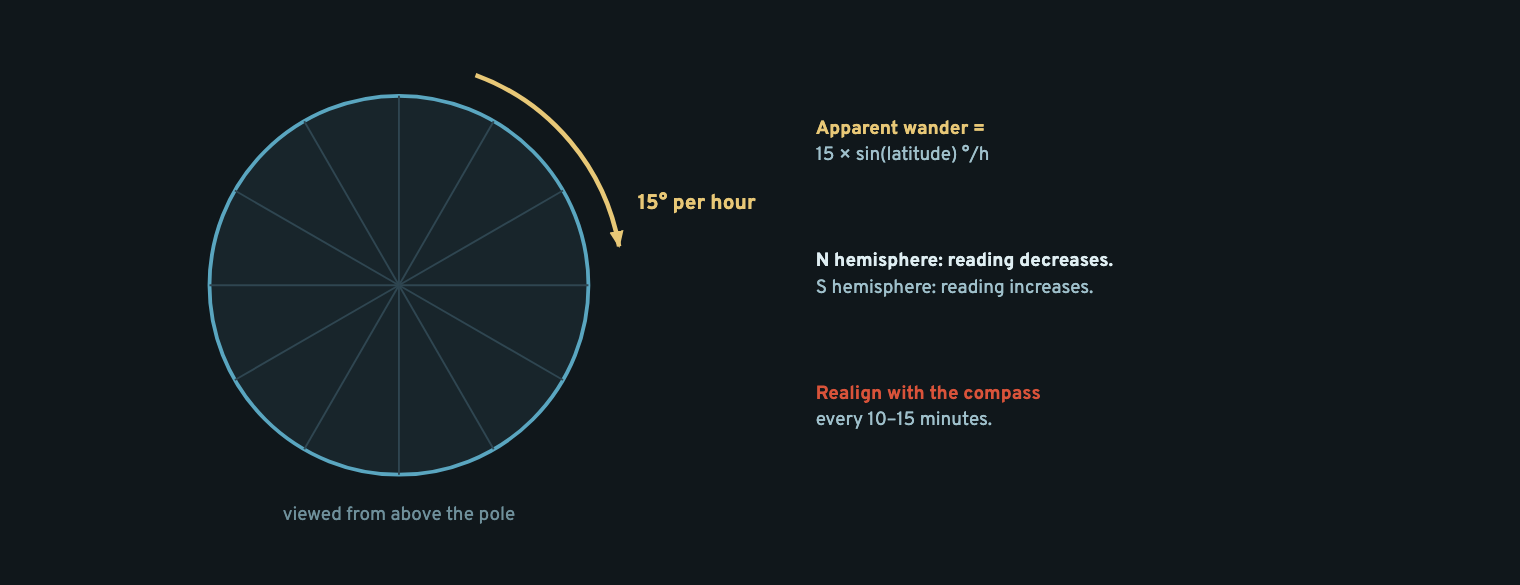 15° per hour
viewed from above the pole
Apparent wander =
15 × sin(latitude) °/h
N hemisphere: reading decreases.
S hemisphere: reading increases.
Realign with the compass
every 10–15 minutes.